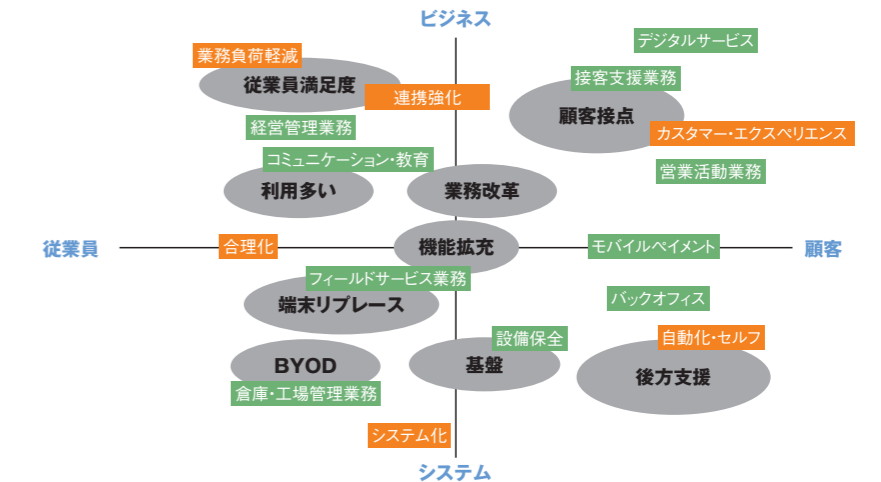 ビジネス
デジタルサービス
業務負荷軽減
従業員満足度
連携強化
接客支援業務
顧客接点
経営管理業務
カスタマー・エクスペリエンス
コミュニケーション・教育
営業活動業務
利用多い
業務改革
従業員
合理化
機能拡充
モバイルペイメント
顧客
フィールドサービス業務
端末リプレース
バックオフィス
設備保全
自動化・セルフ
BYOD
基盤
後方支援
倉庫・工場管理業務
システム化
システム